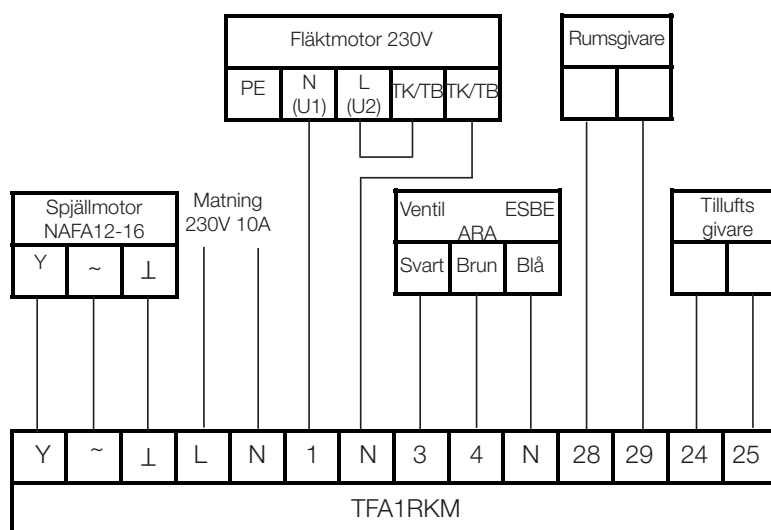 Fläktmotor 230V
PE N L TK/TB TK/TB
(U1) (U2)
Rumsgivare
Spjällmotor
NAFA12-16
Y ~ ⊥
Matning
230V 10A
Ventil ESBE
ARA
Svart Brun Blå
Tillufts
givare
Y ~ ⊥ L N 1 N 3 4 N 28 29 24 25
TFA1RKM